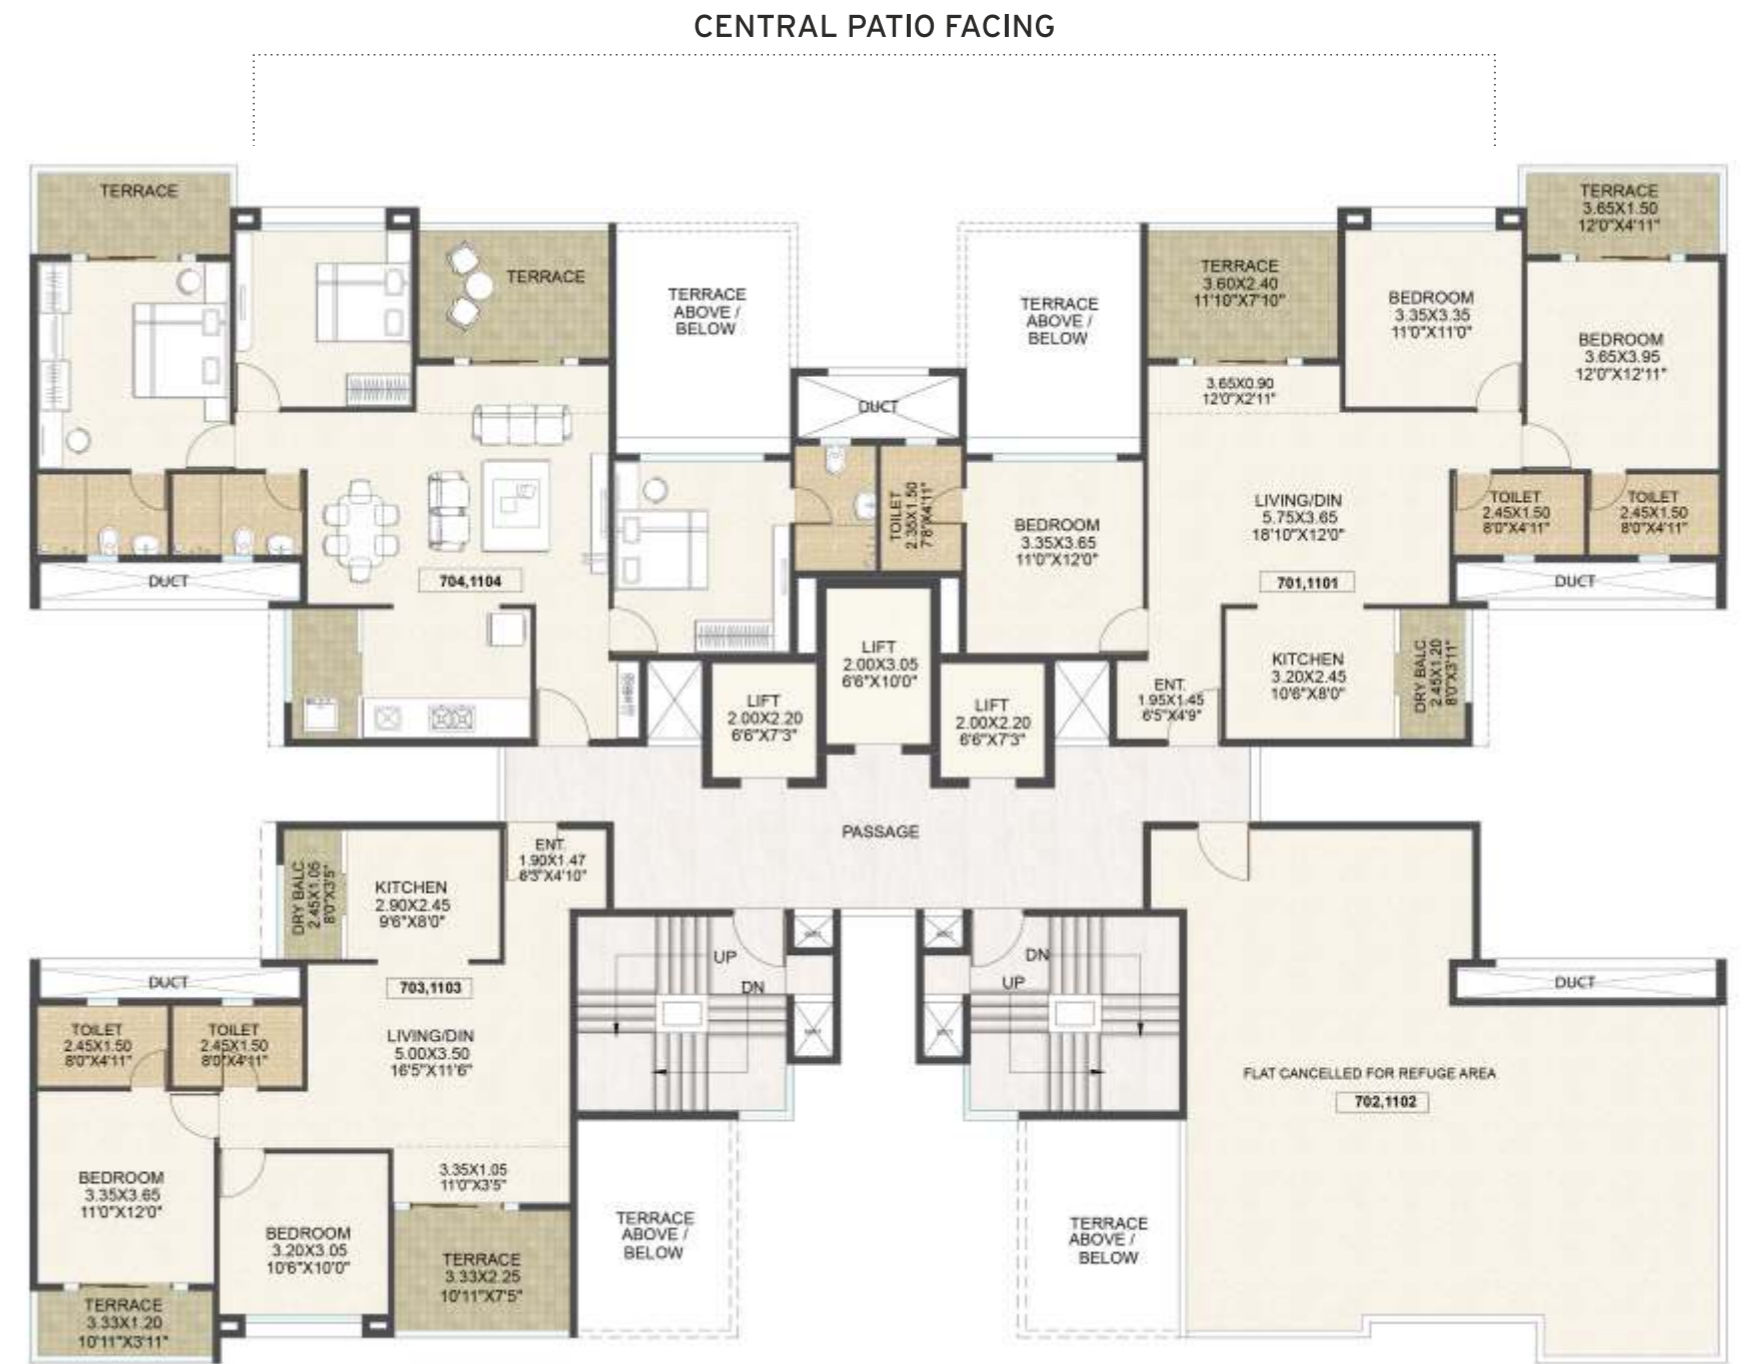 CENTRAL PATIO FACING
TERRACE
TERRACE
TERRACE
ABOVE /
BELOW
TERRACE
ABOVE /
BELOW
TERRACE
3.60X2.40
11'10"X7'10"
BEDROOM
3.35X3.35
11'0"X11'0"
TERRACE
3.65X1.50
12'0"X4'11"
BEDROOM
3.65X3.95
12'0"X12'11"
3.65X0.90
12'0"X2'11"
DUCT
TOILET
2.35X1.50
7'8"X4'11"
BEDROOM
3.35X3.65
11'0"X12'0"
LIVING/DIN
5.75X3.65
18'10"X12'0"
701,1101
TOILET
2.45X1.50
8'0"X4'11"
TOILET
2.45X1.50
8'0"X4'11"
DUCT
DUCT
704,1104
LIFT
2.00X2.20
6'6"X7'3"
LIFT
2.00X3.05
6'6"X10'0"
LIFT
2.00X2.20
6'6"X7'3"
ENT.
1.95X1.45
6'5"X4'9"
KITCHEN
3.20X2.45
10'6"X8'0"
DRY BALC.
2.45X1.20
8'0"X3'11"
PASSAGE
DRY BALC.
2.45X1.05
8'0"X3'5"
KITCHEN
2.90X2.45
9'6"X8'0"
ENT.
1.90X1.47
6'3"X4'10"
UP
DN
DN
UP
DUCT
703,1103
DUCT
TOILET
2.45X1.50
8'0"X4'11"
TOILET
2.45X1.50
8'0"X4'11"
LIVING/DIN
5.00X3.50
16'5"X11'6"
FLAT CANCELLED FOR REFUGE AREA
702,1102
BEDROOM
3.35X3.65
11'0"X12'0"
BEDROOM
3.20X3.05
10'6"X10'0"
3.35X1.05
11'0"X3'5"
TERRACE
3.33X2.25
10'11"X7'5"
TERRACE
3.33X1.20
10'11"X3'11"
TERRACE
ABOVE /
BELOW
TERRACE
ABOVE /
BELOW